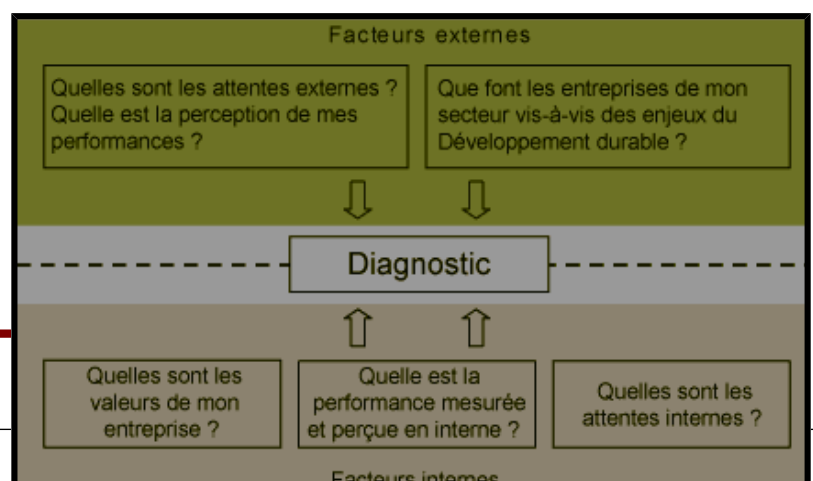 Facteurs externes
Quelles sont les attentes externes ?
Quelle est la perception de mes
performances ?
Que font les entreprises de mon
secteur vis-à-vis des enjeux du
Développement durable ?
Diagnostic
Quelles sont les
valeurs de mon
entreprise ?
Quelle est la
performance mesurée
et perçue en interne ?
Quelles sont les
attentes internes ?
Facteurs internes